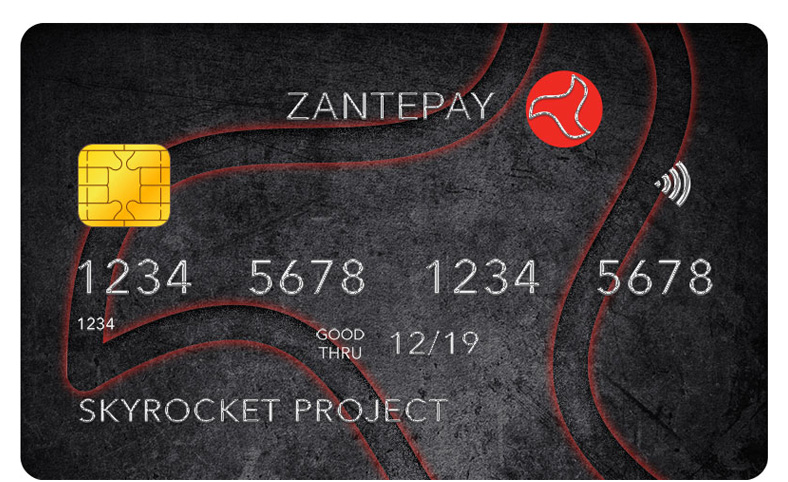 ZANTEPAY
1234 5678 1234 5678
1234
GOOD THRU 12/19
SKYROCKET PROJECT